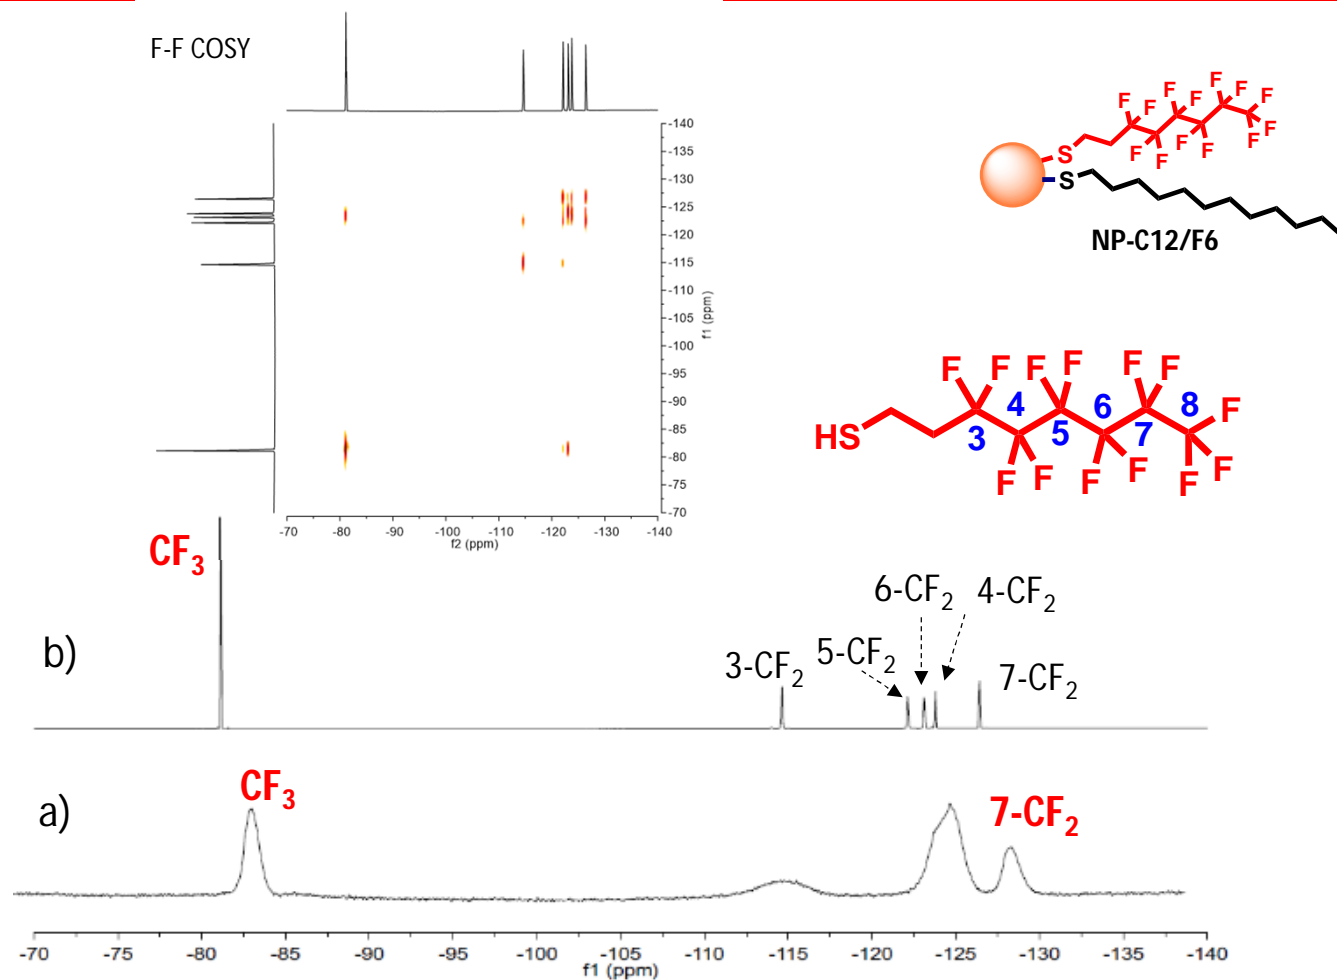 F-F COSY
-140
-135
-130
-125
-120
-115
-110
-105
-100
-95
-90
-85
-80
-75
-70
f1 (ppm)
-70 -80 -90 -100 -110 -120 -130 -140
f2 (ppm)
F F F F F F F F
F F F F F
S
S
NP-C12/F6
F F F F F F
4 6 8 F
HS 3 5 7
F F F F F F
CF3
b)
6-CF2 4-CF2
3-CF2 5-CF2 7-CF2
CF3
a)
7-CF2
-70 -75 -80 -85 -90 -95 -100 -105 -110 -115 -120 -125 -130 -135 -140
f1 (ppm)